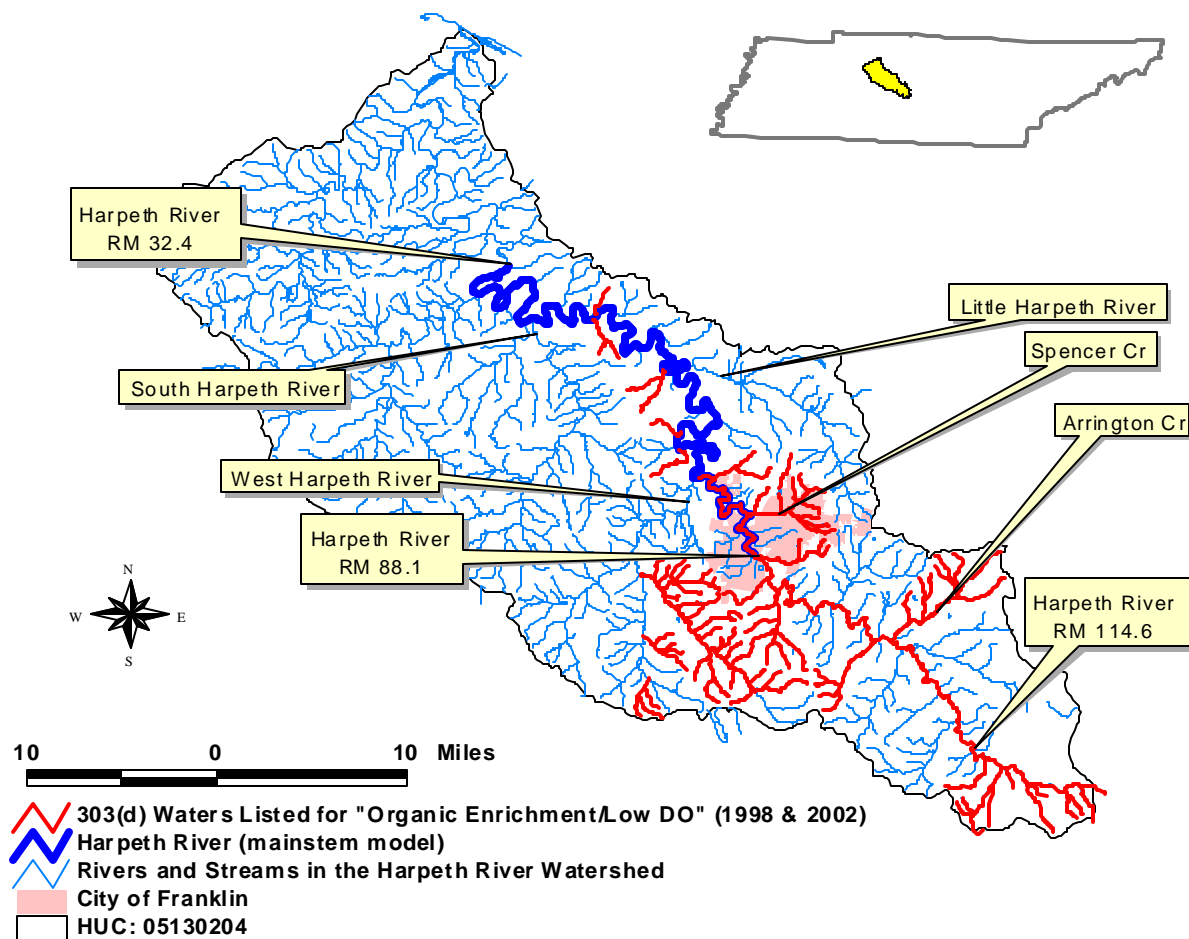 Harpeth River
RM 32.4
Little Harpeth River
Spencer Cr
South Harpeth River
Arrington Cr
West Harpeth River
Harpeth River
RM 88.1
Harpeth River
RM 114.6
N
W E
S
10 0 10 Miles
303(d) Waters Listed for "Organic Enrichment/Low DO" (1998 & 2002)
Harpeth River (mainstem model)
Rivers and Streams in the Harpeth River Watershed
City of Franklin
HUC: 05130204